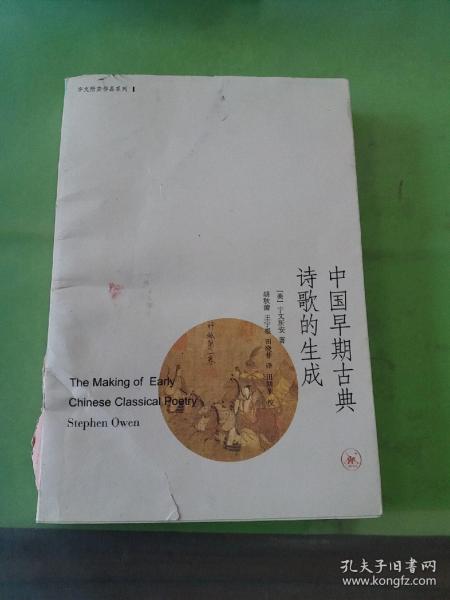 宇文所安作品系列
中国早期古典
诗歌的生成
[美] 宇文所安 著
胡秋蕾 王宇根 田晓菲 译 田晓菲 校
The Making of Early
Chinese Classical Poetry
Stephen Owen
孔夫子旧书网
www.kongfz.com